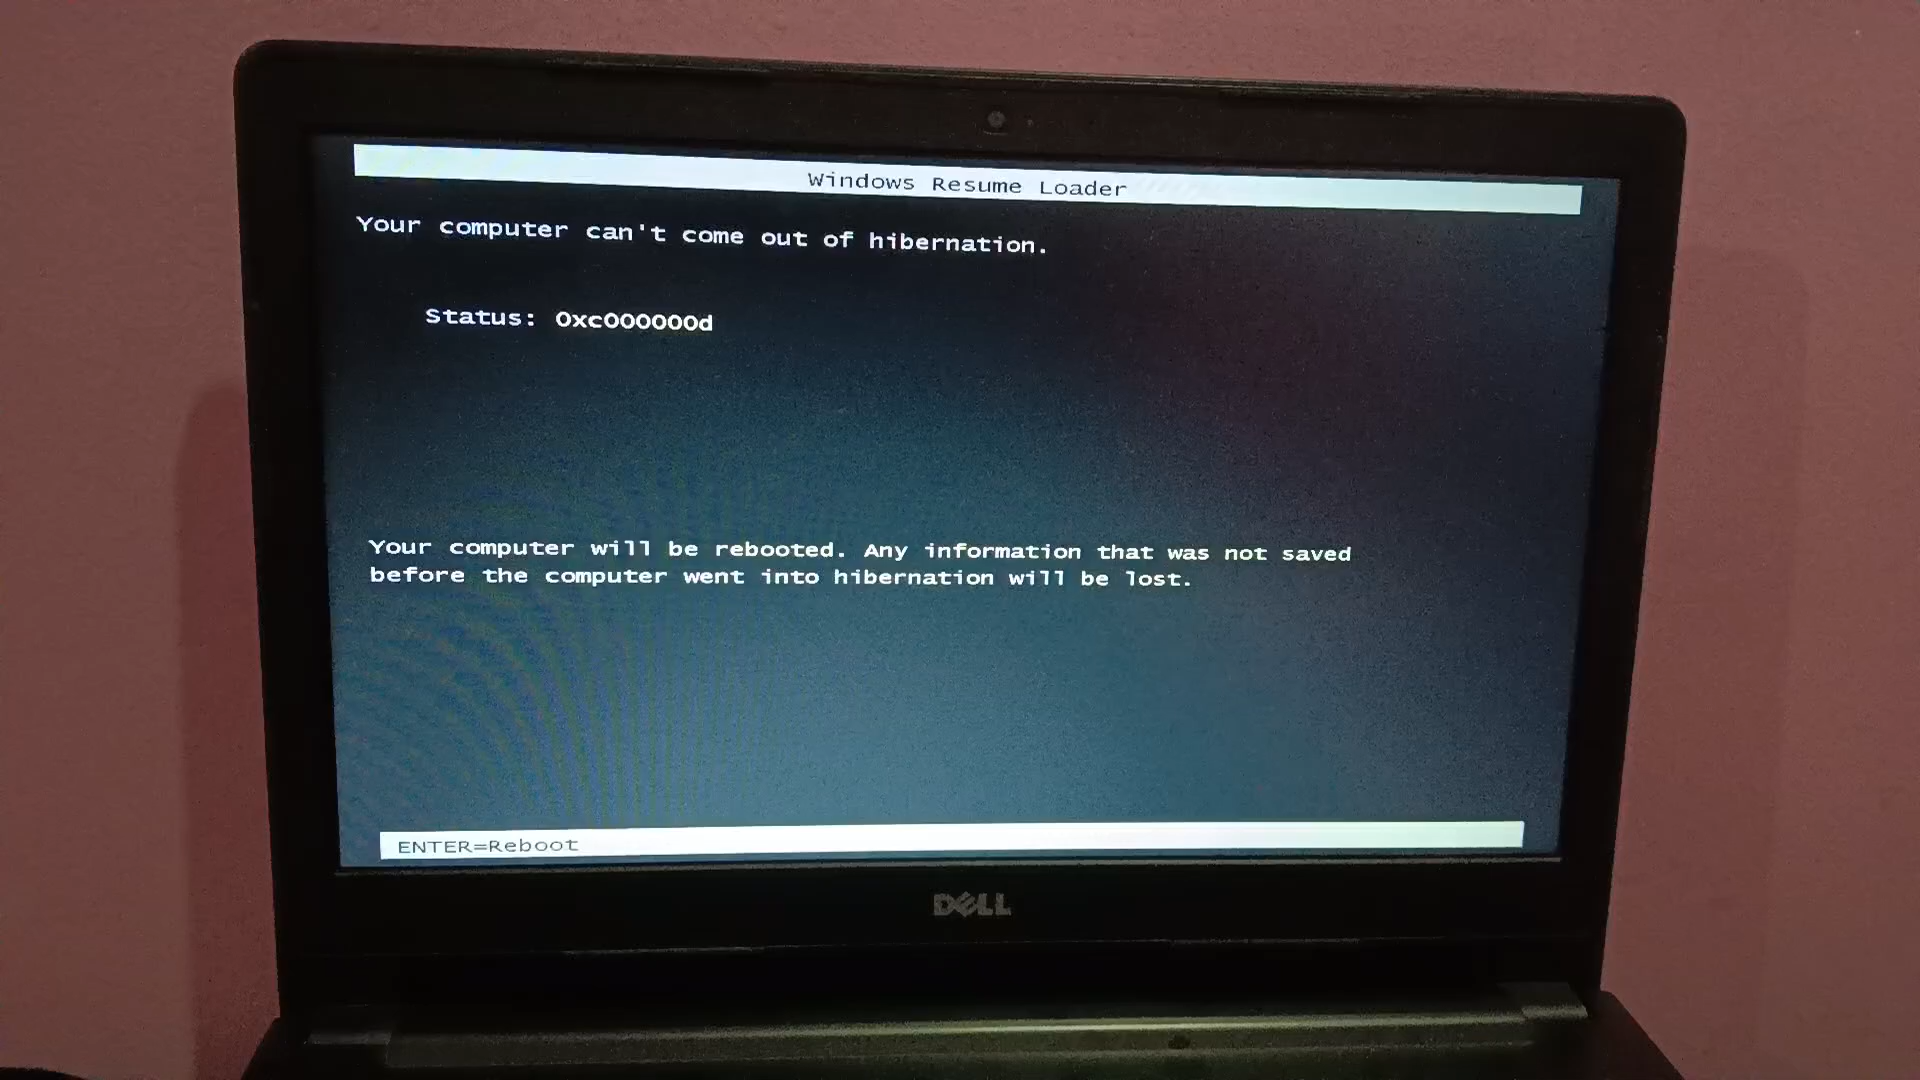 Windows Resume Loader
Your computer can't come out of hibernation.
Status: 0xc000000d
Your computer will be rebooted. Any information that was not saved
before the computer went into hibernation will be lost.
ENTER=Reboot
DELL